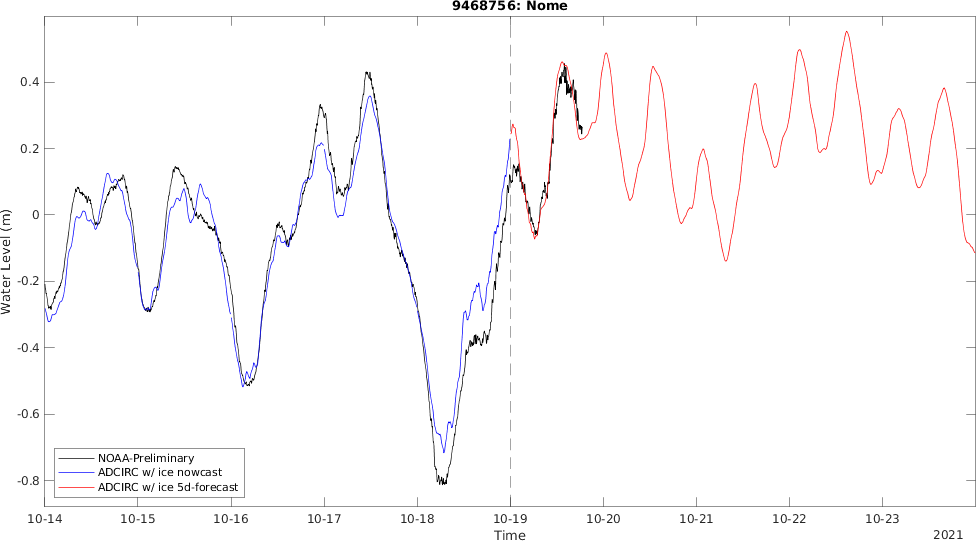 9468756: Nome
Water Level (m)
0.4
0.2
0
-0.2
-0.4
-0.6
-0.8
NOAA-Preliminary
ADCIRC w/ ice nowcast
ADCIRC w/ ice 5d-forecast
10-14 10-15 10-16 10-17 10-18 10-19 10-20 10-21 10-22 10-23
Time
2021